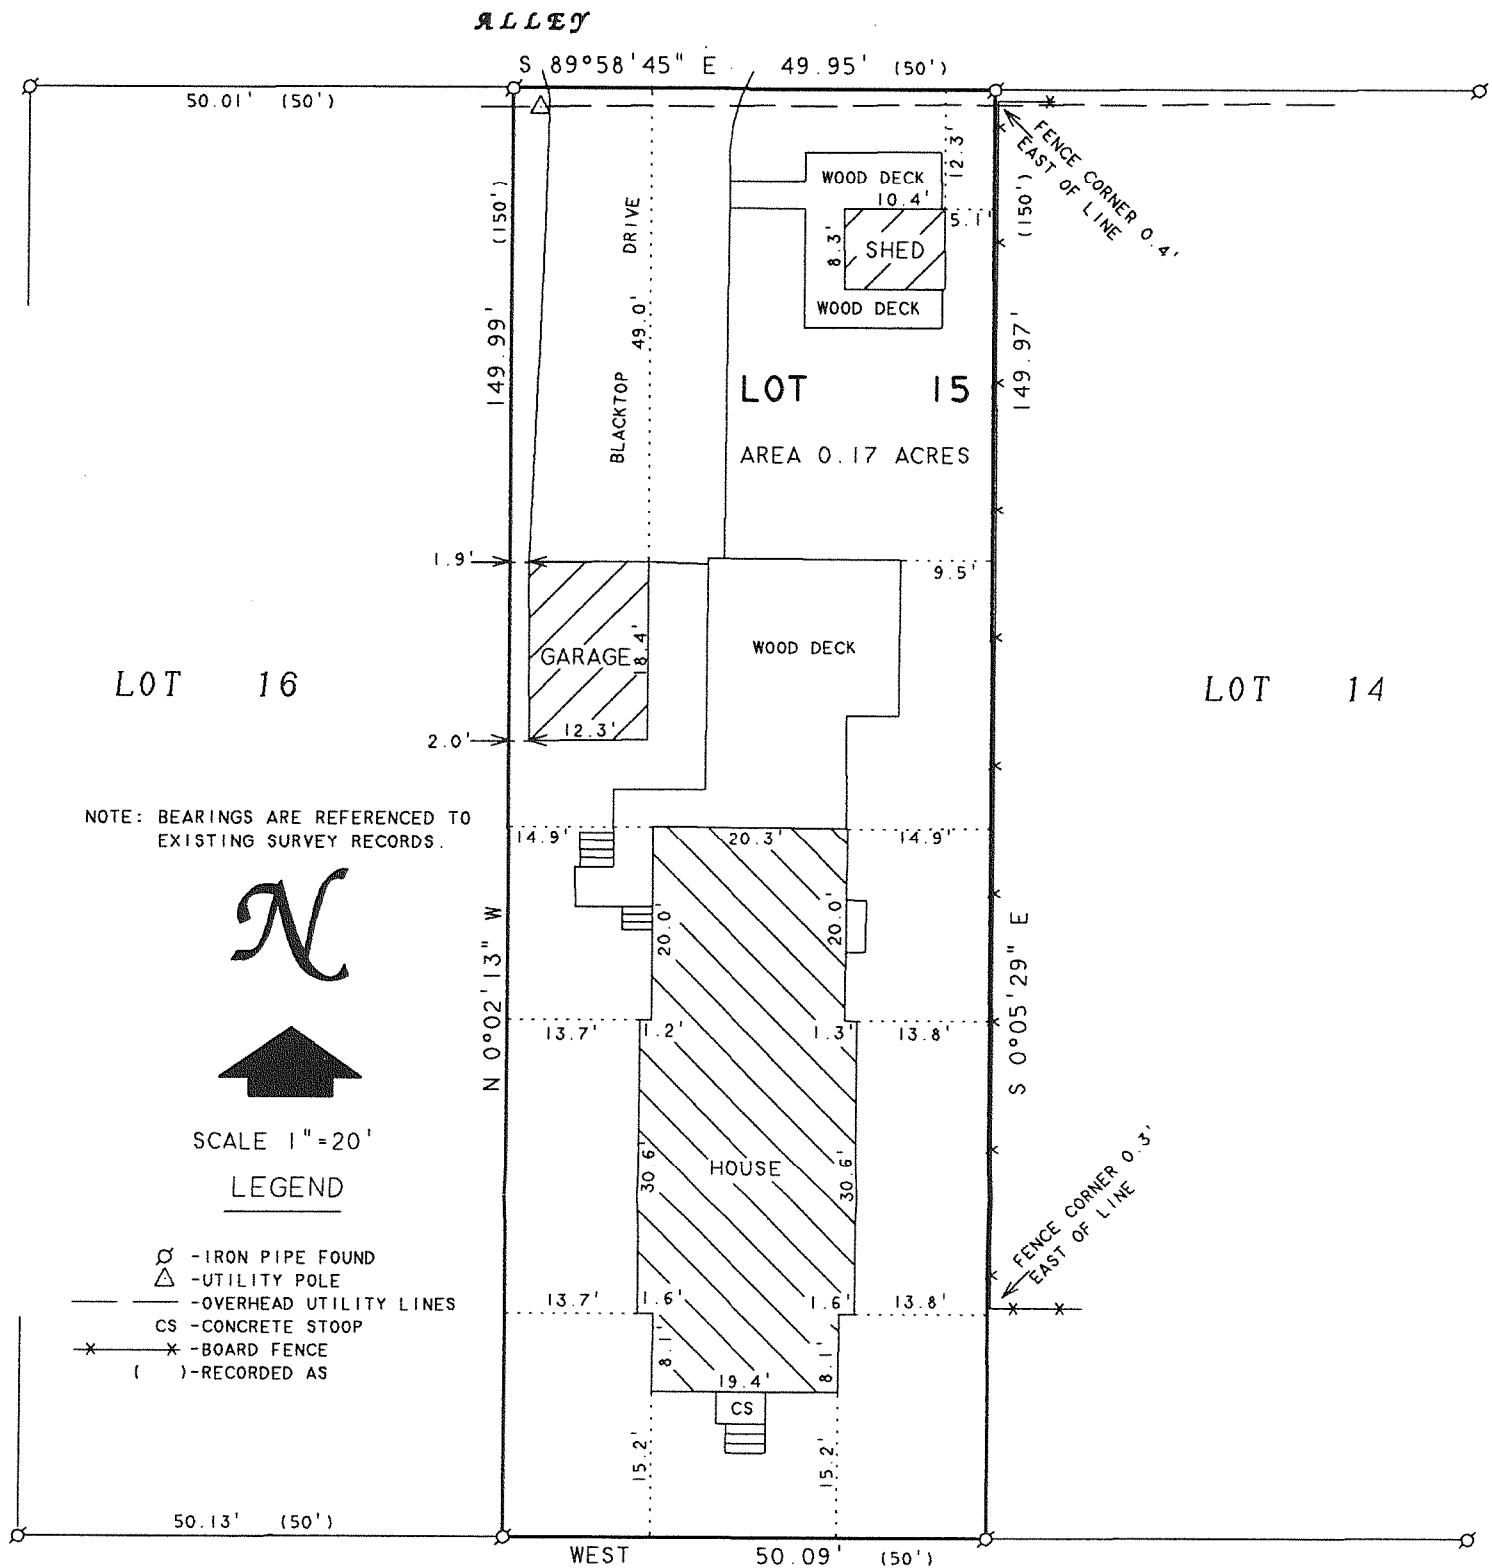 ALLEY
S 89°58'45" E 49.95' (50')
50.01' (50')
12.3'
FENCE CORNER 0.4'
EAST OF LINE
WOOD DECK
10.4'
5.1'
(150')
(150')
8.3'
SHED
WOOD DECK
BLACKTOP 49.0' DRIVE
149.99'
149.97'
LOT 15
AREA 0.17 ACRES
1.9'
9.5'
18.4'
WOOD DECK
GARAGE
LOT 16
LOT 14
12.3'
2.0'
NOTE: BEARINGS ARE REFERENCED TO
EXISTING SURVEY RECORDS.
14.9'
20.3'
14.9'
N
20.0'
20.0'
N 0°02'13" W
S 0°05'29" E
13.7'
1.2'
1.3'
13.8'
SCALE 1"=20'
LEGEND
30.6'
HOUSE
30.6'
FENCE CORNER 0.3'
EAST OF LINE
-IRON PIPE FOUND
-UTILITY POLE
-OVERHEAD UTILITY LINES
CS -CONCRETE STOOP
-BOARD FENCE
( )-RECORDED AS
13.7'
1.6'
1.6'
13.8'
8.1'
8.1'
19.4'
CS
15.2'
15.2'
50.13' (50')
WEST 50.09' (50')